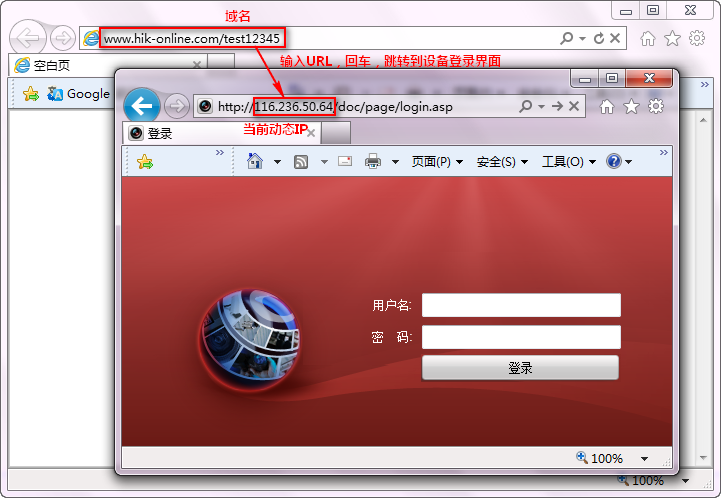 域名
www.hik-online.com/test12345
空白页
输入URL，回车，跳转到设备登录界面
Google
http://116.236.50.64/doc/page/login.asp
登录
当前动态IP
页面(P)
安全(S)
工具(O)
用户名:
密 码:
登录
100%
100%